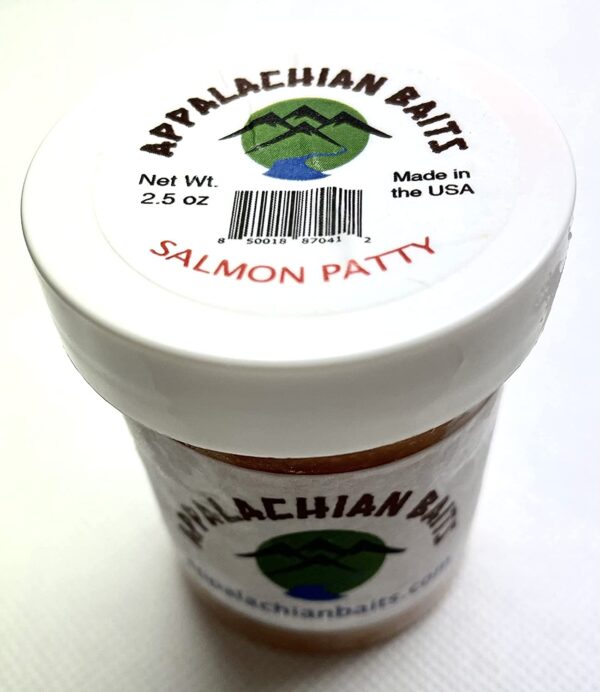 APPALACHIAN BAITS
Net Wt.
2.5 oz
Made in
the USA
8 50018 87041 2
SALMON PATTY
APPALACHIAN BAITS
appalachianbaits.com